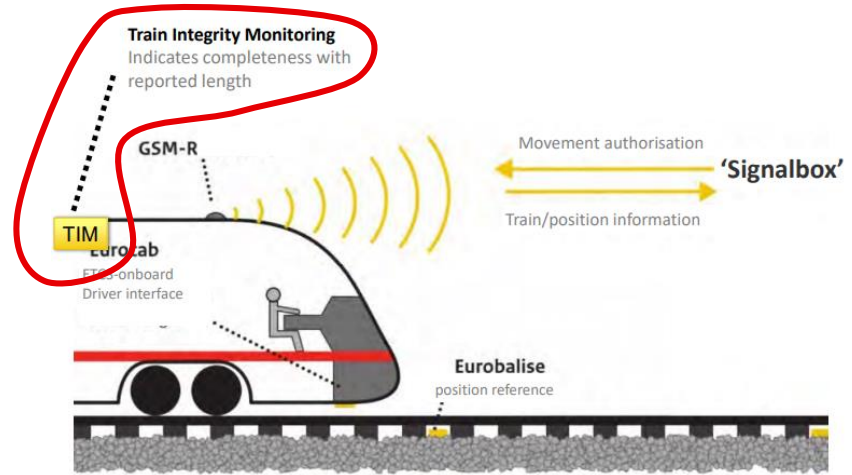 Train Integrity Monitoring
Indicates completeness with
reported length
GSM-R
Movement authorisation
'Signalbox'
Train/position information
TIM
Eurocab
ETCS-onboard
Driver interface
Eurobalise
position reference